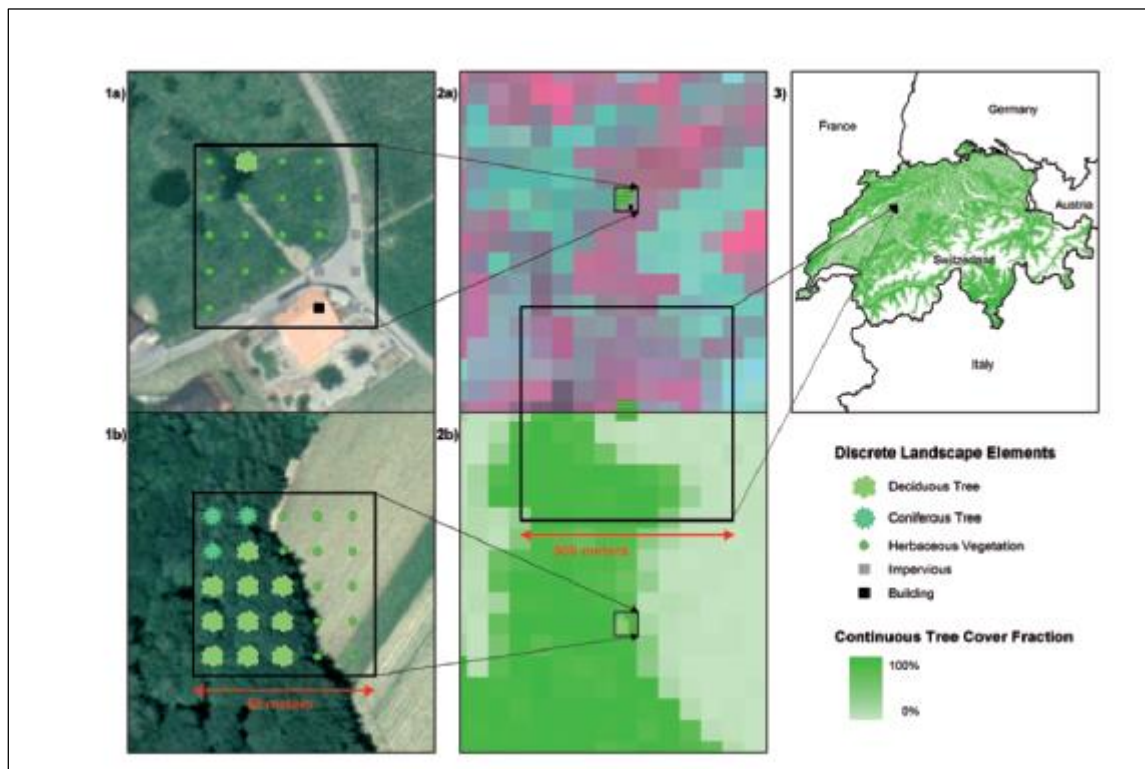 1a)
2a)
3)
France
Germany
Austria
Switzerland
Italy
1b)
2b)
meters
Discrete Landscape Elements
Deciduous Tree
Coniferous Tree
Herbaceous Vegetation
Impervious
Building
Continuous Tree Cover Fraction
100%
0%